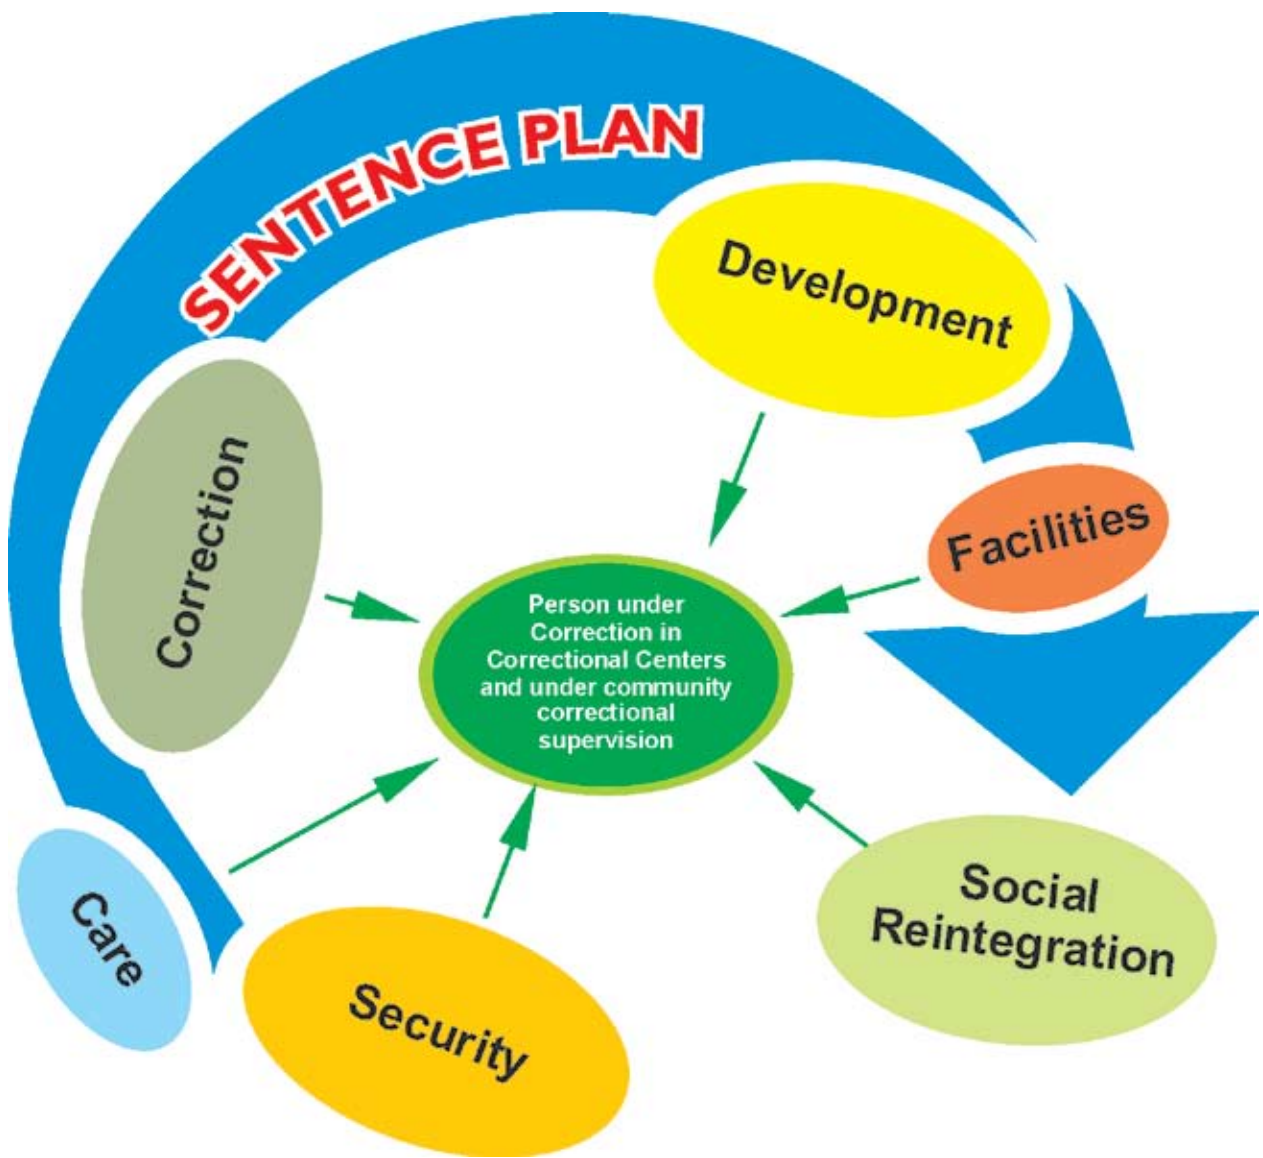 SENTENCE PLAN
Development
Correction
Facilities
Person under
Correction in
Correctional Centers
and under community
correctional
supervision
Care
Security
Social
Reintegration